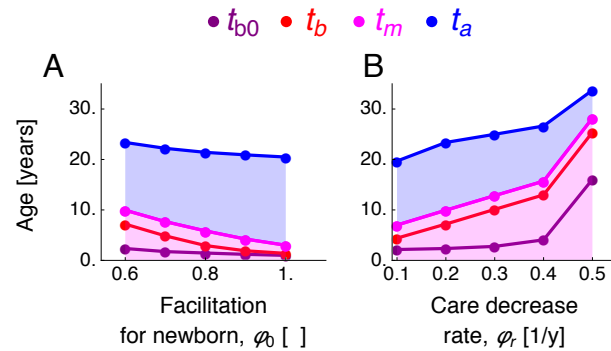 t_b0 t_b t_m t_a
A
B
Age [years]
30.
20.
10.
0.
0.6 0.8 1.
Facilitation
for newborn, φ_0 [ ]
30.
20.
10.
0.
0.1 0.2 0.3 0.4 0.5
Care decrease
rate, φ_r [1/y]